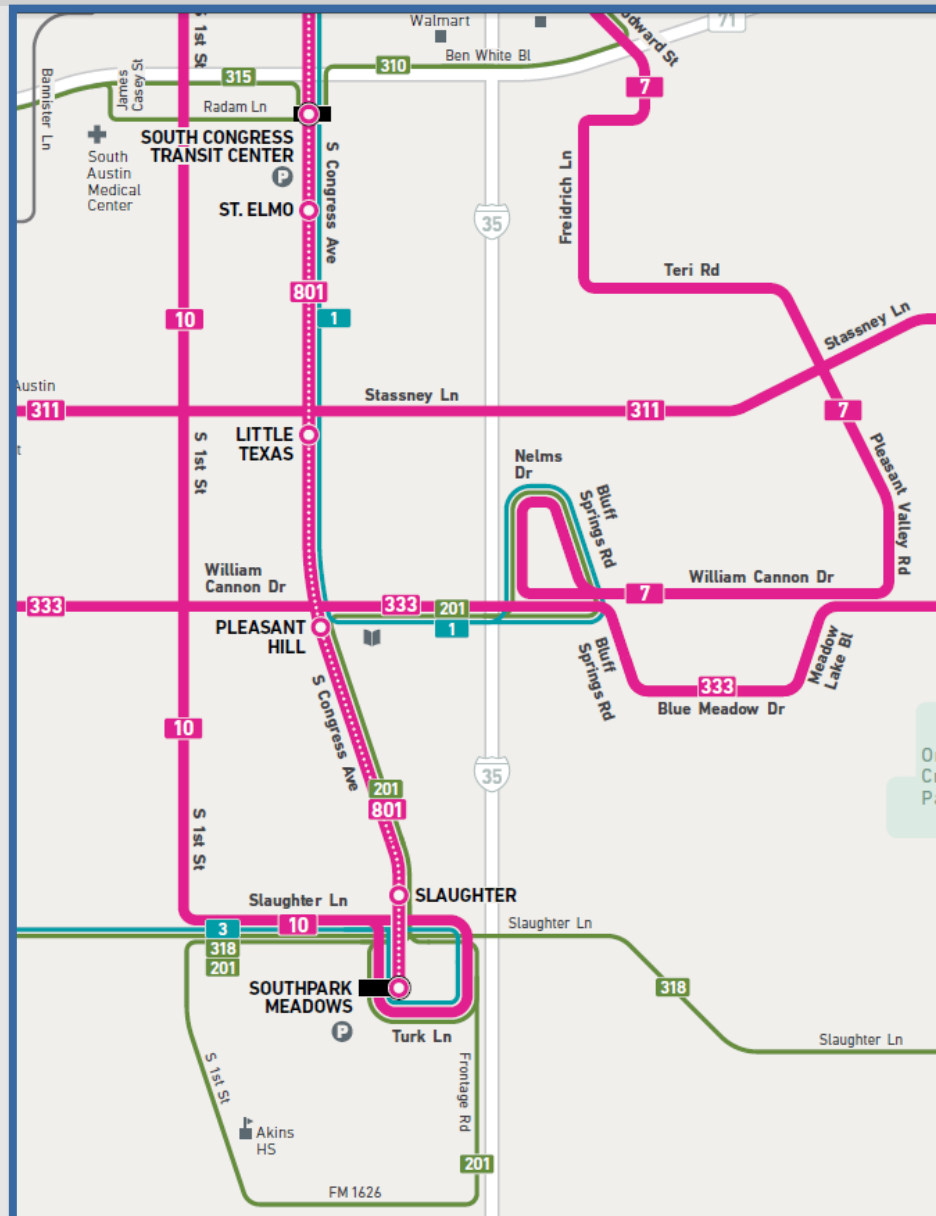 Walmart
71
S 1st St
Woodward St
Ben White Bl
315
310
James
Casey St
Bannister Ln
7
Radam Ln
SOUTH CONGRESS
TRANSIT CENTER
P
South
Austin
Medical
Center
S Congress Ave
Freidrich Ln
ST. ELMO
35
Teri Rd
801
10
1
Stassney Ln
Austin
311
Stassney Ln
311
7
LITTLE
TEXAS
S 1st St
t
Nelms
Dr
Bluff
Springs Rd
Pleasant Valley Rd
William
Cannon Dr
William Cannon Dr
7
333
333
201
1
PLEASANT
HILL
Bluff
Springs Rd
Meadow
Lake Bl
333
Blue Meadow Dr
S Congress Ave
10
35
201
801
S 1st St
SLAUGHTER
Slaughter Ln
10
3
318
201
Slaughter Ln
SOUTHPARK
MEADOWS
P
318
Turk Ln
Slaughter Ln
S 1st St
Frontage Rd
Akins
HS
201
FM 1626